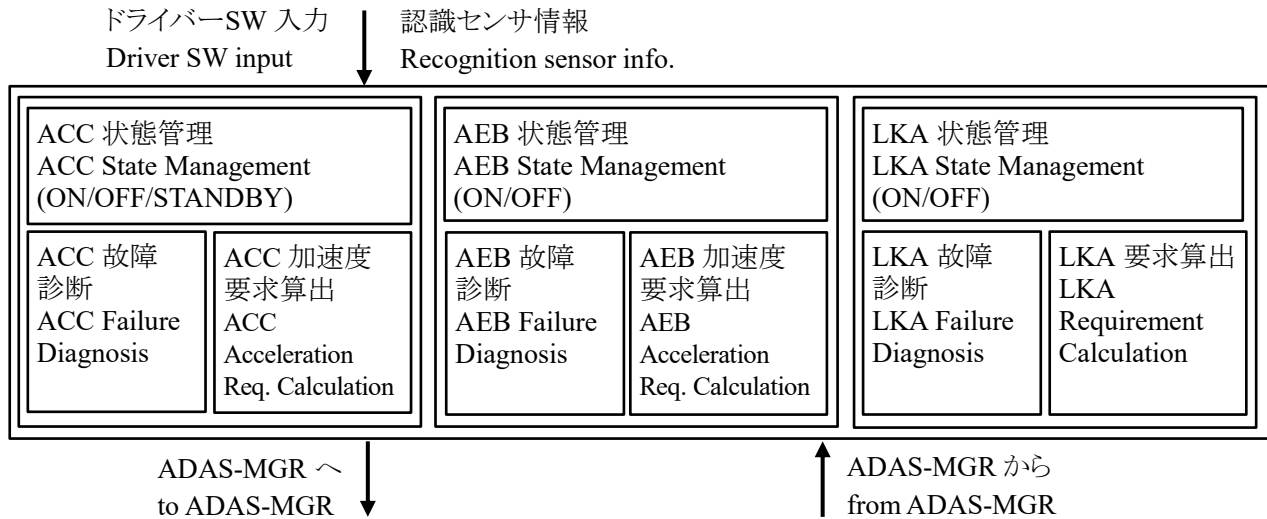 ドライバーSW 入力
Driver SW input
認識センサ情報
Recognition sensor info.
ACC 状態管理
ACC State Management
(ON/OFF/STANDBY)
ACC 故障
診断
ACC Failure
Diagnosis
ACC 加速度
要求算出
ACC
Acceleration
Req. Calculation
AEB 状態管理
AEB State Management
(ON/OFF)
AEB 故障
診断
AEB Failure
Diagnosis
AEB 加速度
要求算出
AEB
Acceleration
Req. Calculation
LKA 状態管理
LKA State Management
(ON/OFF)
LKA 故障
診断
LKA Failure
Diagnosis
LKA 要求算出
LKA
Requirement
Calculation
ADAS-MGR へ
to ADAS-MGR
ADAS-MGR から
from ADAS-MGR